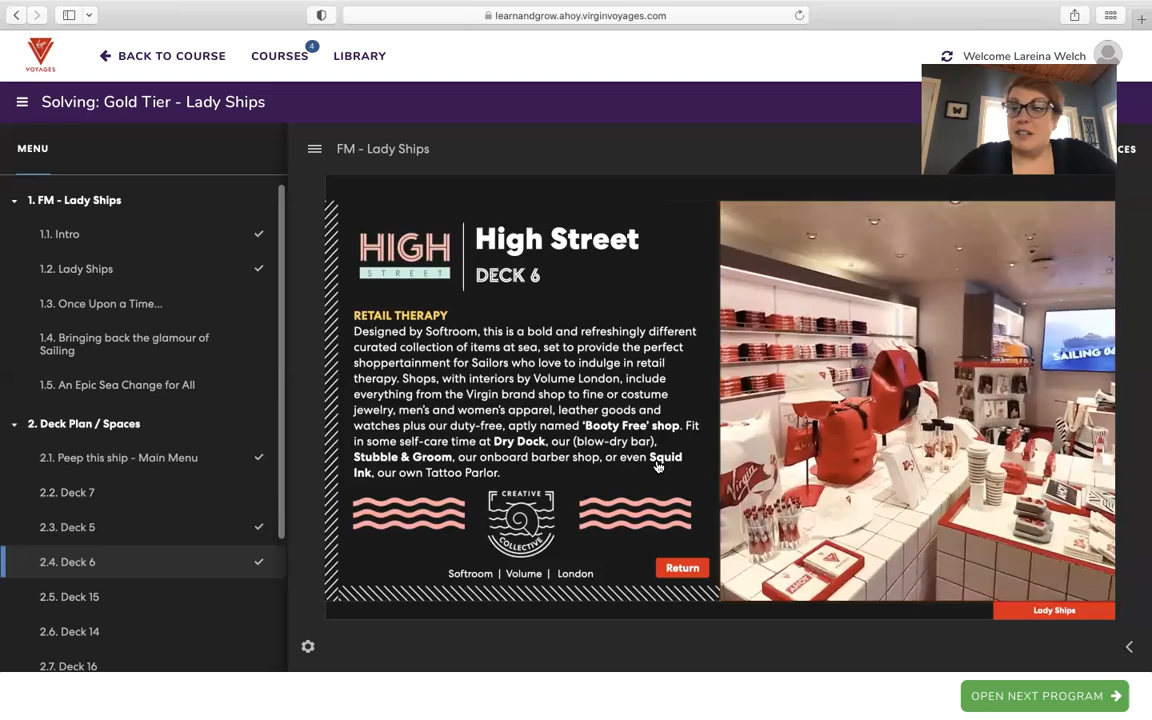 learnandgrow.ahoy.virginvoyages.com
VOYAGES
BACK TO COURSE
COURSES
4
LIBRARY
Welcome Lareina Welch
Solving: Gold Tier - Lady Ships
MENU
FM - Lady Ships
CES
1. FM - Lady Ships
1.1. Intro
1.2. Lady Ships
1.3. Once Upon a Time...
1.4. Bringing back the glamour of
Sailing
1.5. An Epic Sea Change for All
2. Deck Plan / Spaces
2.1. Peep this ship - Main Menu
2.2. Deck 7
2.3. Deck 5
2.4. Deck 6
2.5. Deck 15
2.6. Deck 14
2.7. Deck 16
HIGH
STREET
High Street
DECK 6
RETAIL THERAPY
Designed by Softroom, this is a bold and refreshingly different
curated collection of items at sea, set to provide the perfect
shoppertainment for Sailors who love to indulge in retail
therapy. Shops, with interiors by Volume London, include
everything from the Virgin brand shop to fine or costume
jewelry, men's and women's apparel, leather goods and
watches plus our duty-free, aptly named 'Booty Free' shop. Fit
in some self-care time at Dry Dock, our (blow-dry bar),
Stubble & Groom, our onboard barber shop, or even Squid
Ink, our own Tattoo Parlor.
CREATIVE
COLLECTIVE
Softroom | Volume | London
Return
SAILING 04
Virgin
AHOY
Lady Ships
OPEN NEXT PROGRAM